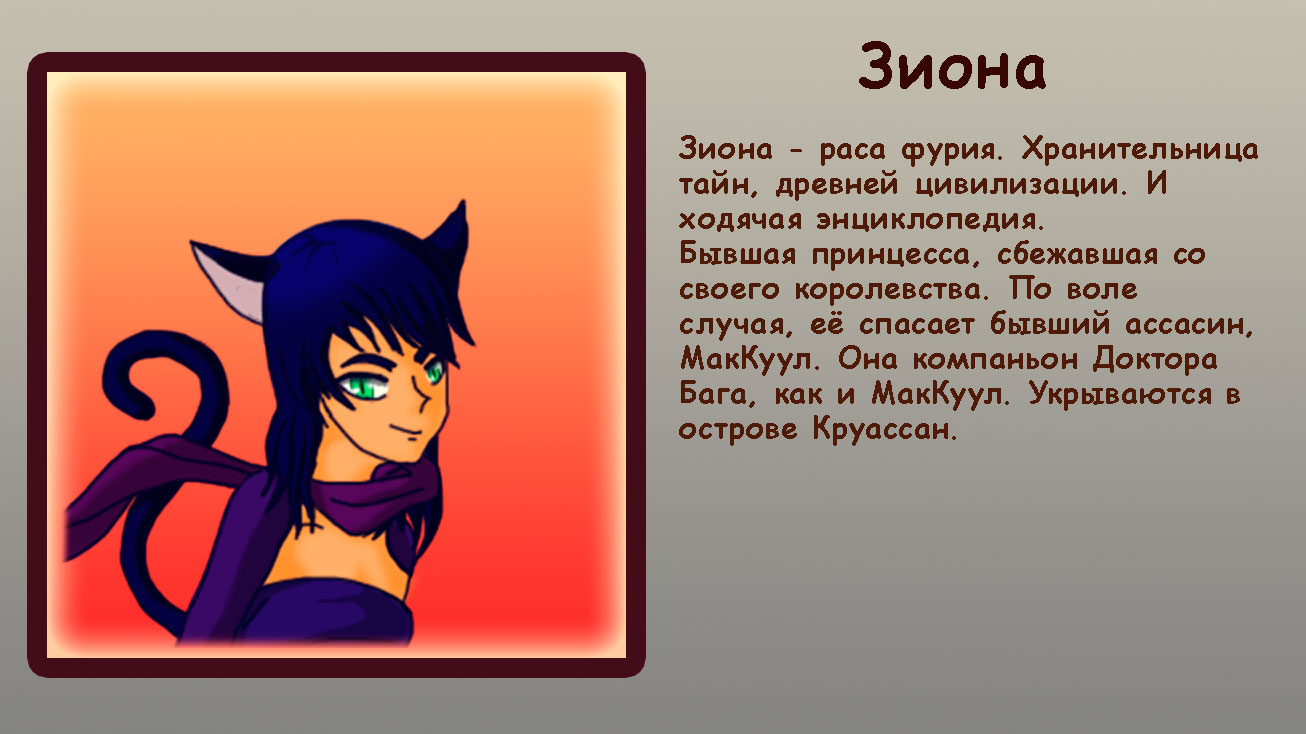 Зиона
Зиона - раса фурия. Хранительница
тайн, древней цивилизации. И
ходячая энциклопедия.
Бывшая принцесса, сбежавшая со
своего королевства. По воле
случая, её спасает бывший ассасин,
МакКуул. Она компаньон Доктора
Бага, как и МакКуул. Укрываются в
острове Круассан.